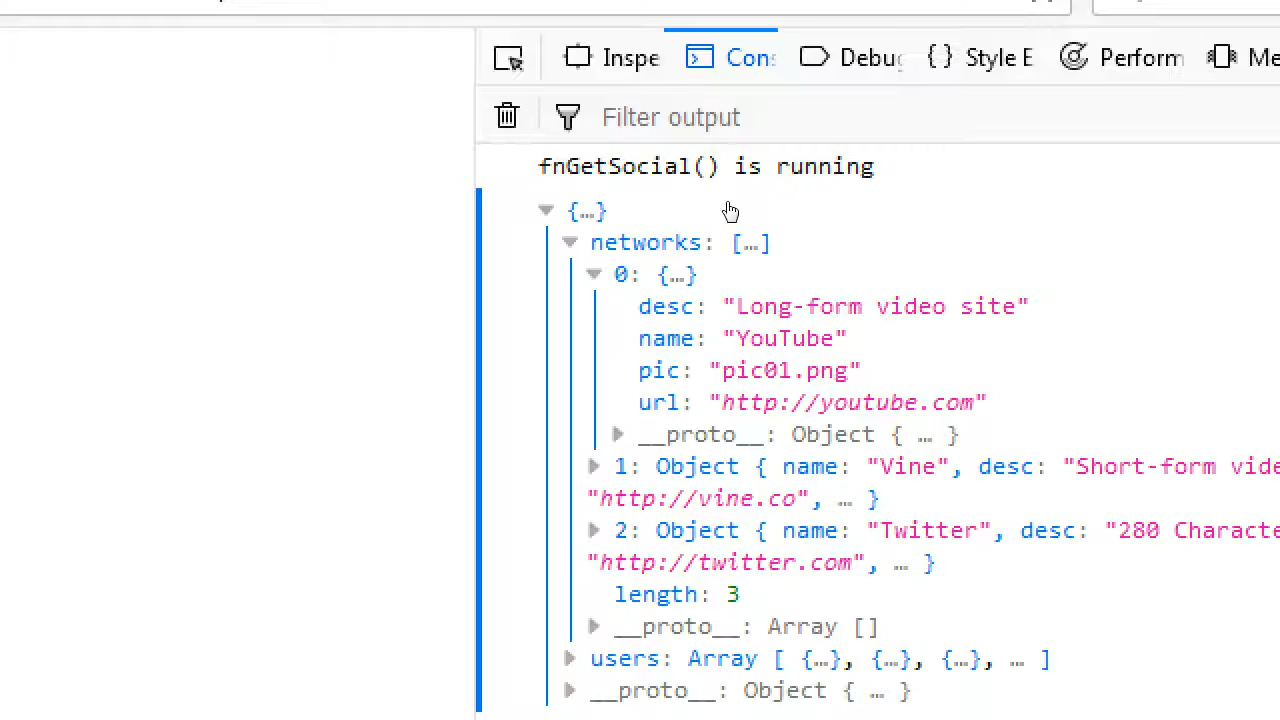 Inspe Cons Debug {} Style E Perform Me
Filter output
fnGetSocial() is running
{…}
networks: […]
0: {…}
desc: "Long-form video site"
name: "YouTube"
pic: "pic01.png"
url: "http://youtube.com"
__proto__: Object { … }
1: Object { name: "Vine", desc: "Short-form vide
"http://vine.co", … }
2: Object { name: "Twitter", desc: "280 Characte
"http://twitter.com", … }
length: 3
__proto__: Array []
users: Array [ {…}, {…}, {…}, … ]
__proto__: Object { … }